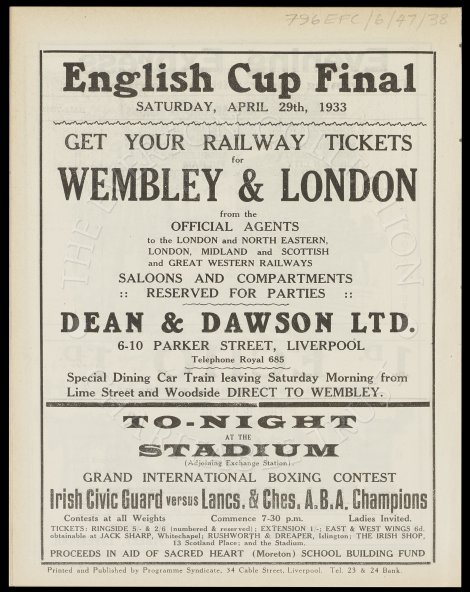 796EFC/6/47/38
English Cup Final
SATURDAY, APRIL 29th, 1933
GET YOUR RAILWAY TICKETS
for
WEMBLEY & LONDON
from the
OFFICIAL AGENTS
to the LONDON and NORTH EASTERN,
LONDON, MIDLAND and SCOTTISH
and GREAT WESTERN RAILWAYS
SALOONS AND COMPARTMENTS
:: RESERVED FOR PARTIES ::
DEAN & DAWSON LTD.
6-10 PARKER STREET, LIVERPOOL
Telephone Royal 685
Special Dining Car Train leaving Saturday Morning from
Lime Street and Woodside DIRECT TO WEMBLEY.
TO-NIGHT
AT THE
STADIUM
(Adjoining Exchange Station)
GRAND INTERNATIONAL BOXING CONTEST
Irish Civic Guard versus Lancs. & Ches. A.B.A. Champions
Contests at all Weights Commence 7-30 p.m. Ladies Invited.
TICKETS: RINGSIDE 5/- & 2/6 (numbered & reserved); EXTENSION 1/-; EAST & WEST WINGS 6d.
obtainable at JACK SHARP, Whitechapel; RUSHWORTH & DREAPER, Islington; THE IRISH SHOP,
13 Scotland Place; and the Stadium.
PROCEEDS IN AID OF SACRED HEART (Moreton) SCHOOL BUILDING FUND
Printed and Published by Programme Syndicate, 34 Cable Street, Liverpool. Tel. 23 & 24 Bank.